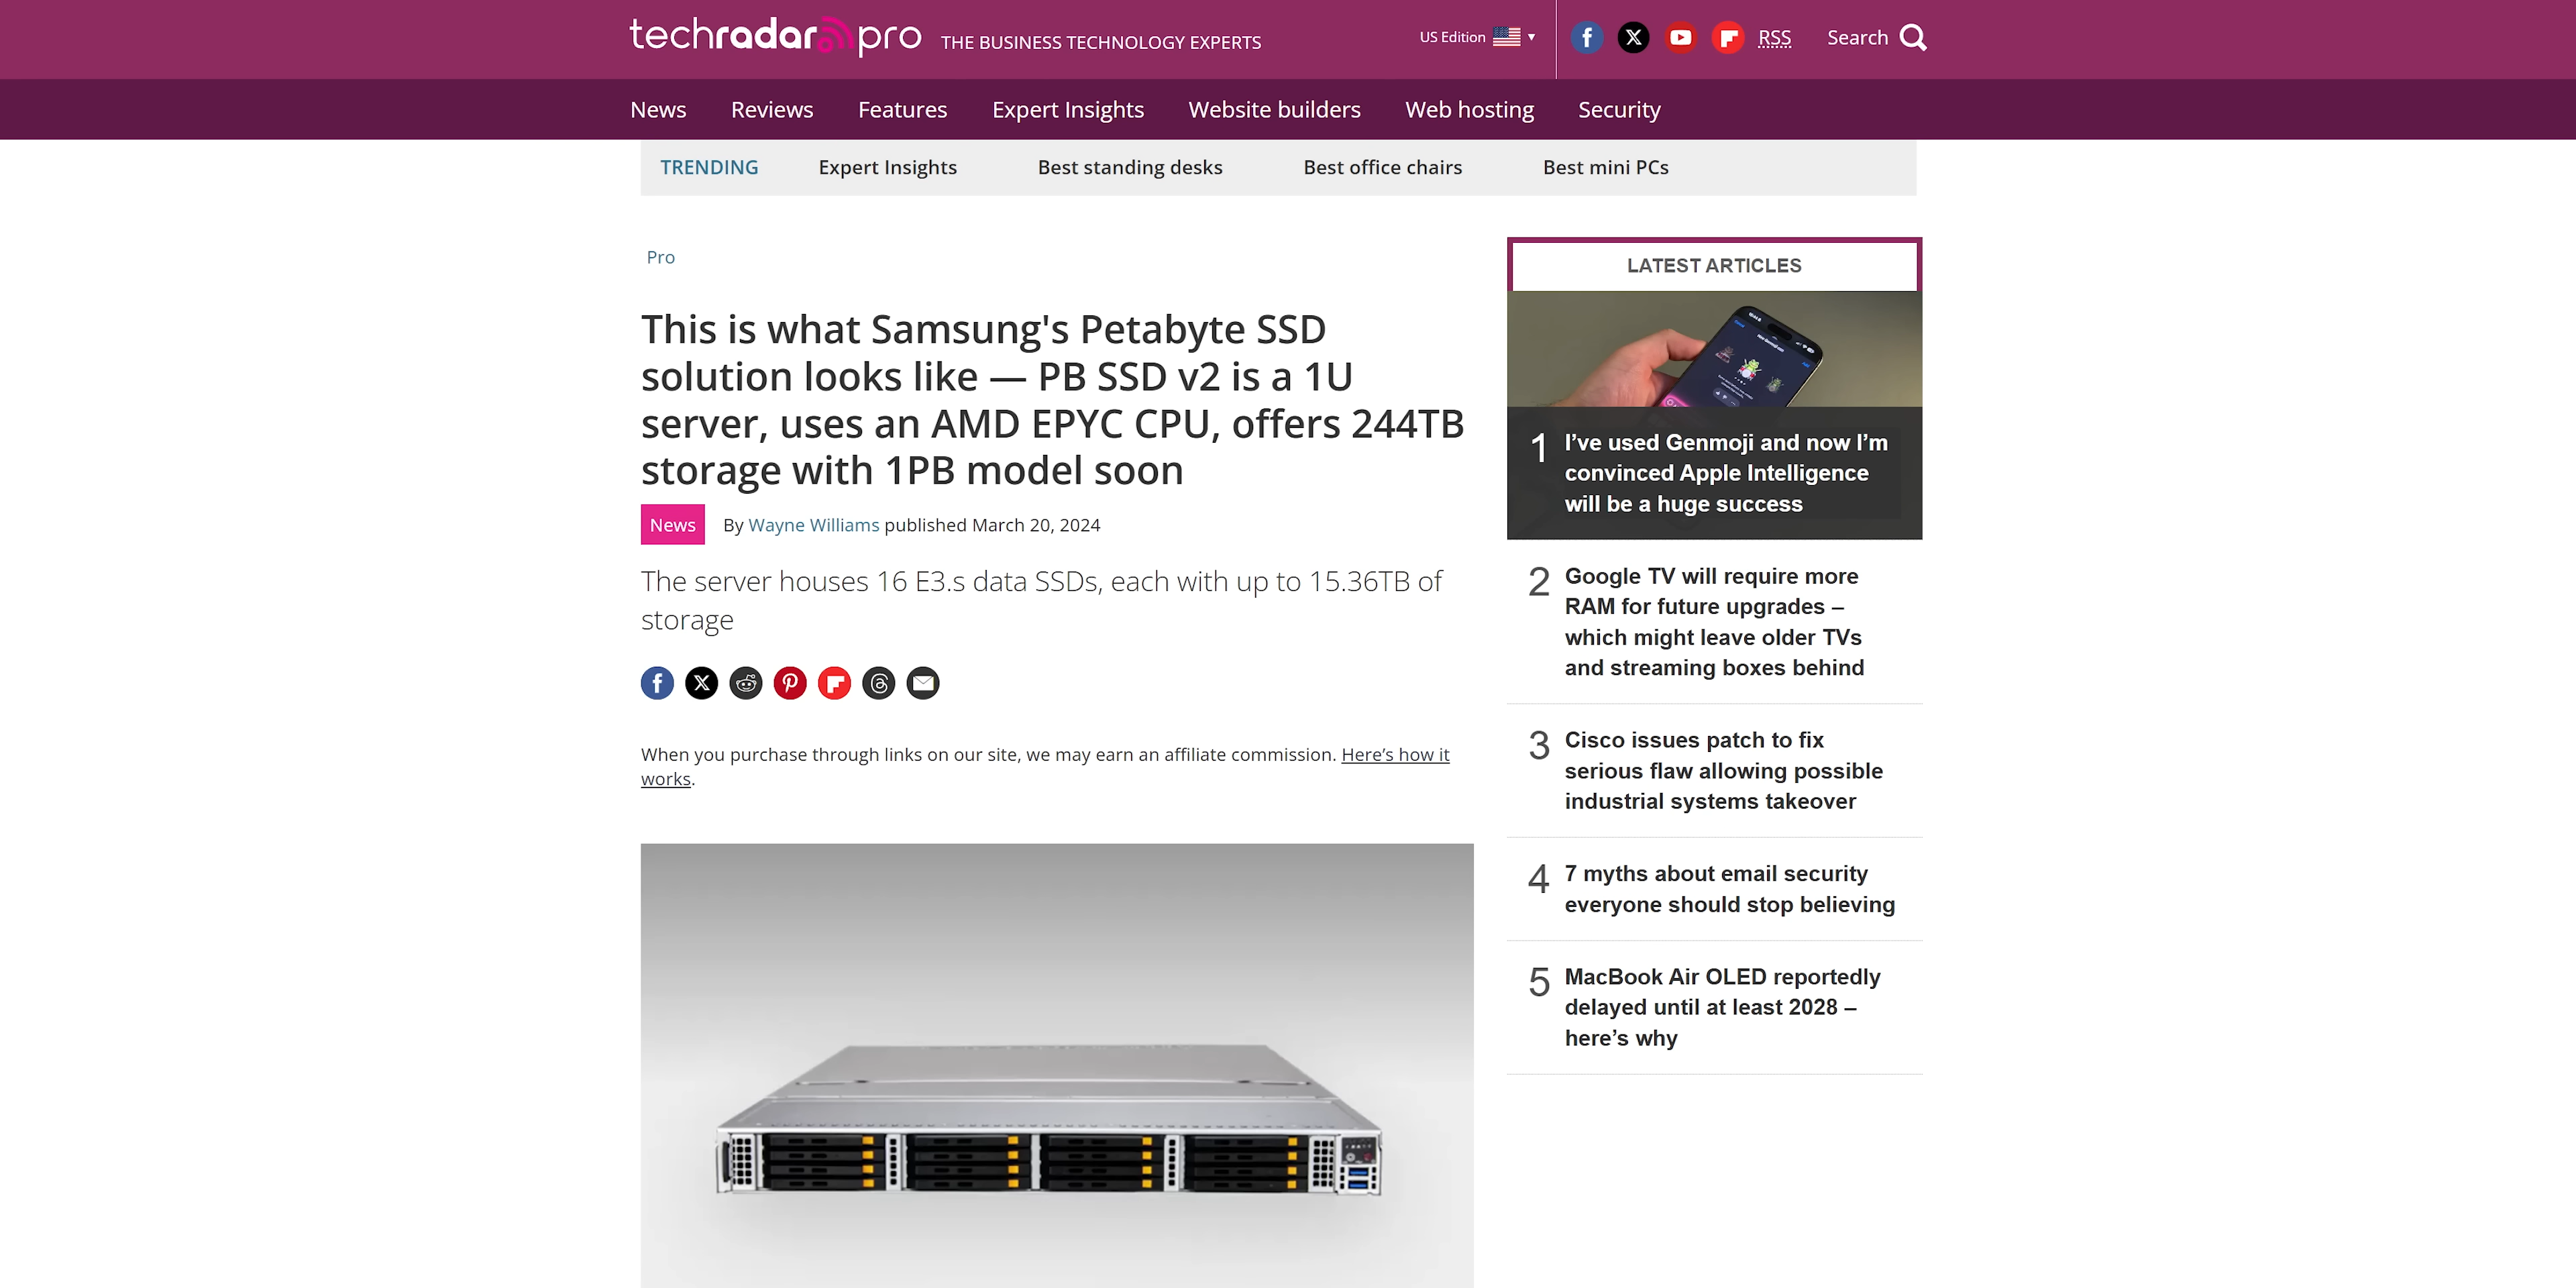 techradar pro THE BUSINESS TECHNOLOGY EXPERTS
US Edition
RSS
Search
News Reviews Features Expert Insights Website builders Web hosting Security
TRENDING Expert Insights Best standing desks Best office chairs Best mini PCs
Pro
This is what Samsung's Petabyte SSD
solution looks like — PB SSD v2 is a 1U
server, uses an AMD EPYC CPU, offers 244TB
storage with 1PB model soon
News By Wayne Williams published March 20, 2024
The server houses 16 E3.s data SSDs, each with up to 15.36TB of
storage
When you purchase through links on our site, we may earn an affiliate commission. Here’s how it
works.
LATEST ARTICLES
1 I’ve used Genmoji and now I’m
convinced Apple Intelligence
will be a huge success
2 Google TV will require more
RAM for future upgrades –
which might leave older TVs
and streaming boxes behind
3 Cisco issues patch to fix
serious flaw allowing possible
industrial systems takeover
4 7 myths about email security
everyone should stop believing
5 MacBook Air OLED reportedly
delayed until at least 2028 –
here’s why